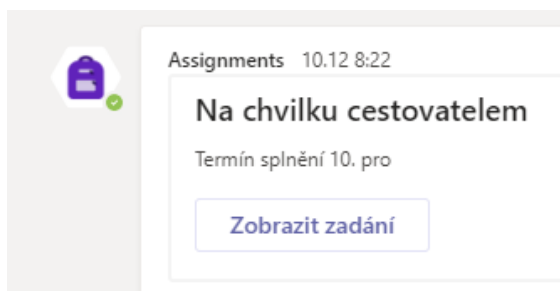 Assignments 10.12 8:22
Na chvilku cestovatelem
Termín splnění 10. pro
Zobrazit zadání